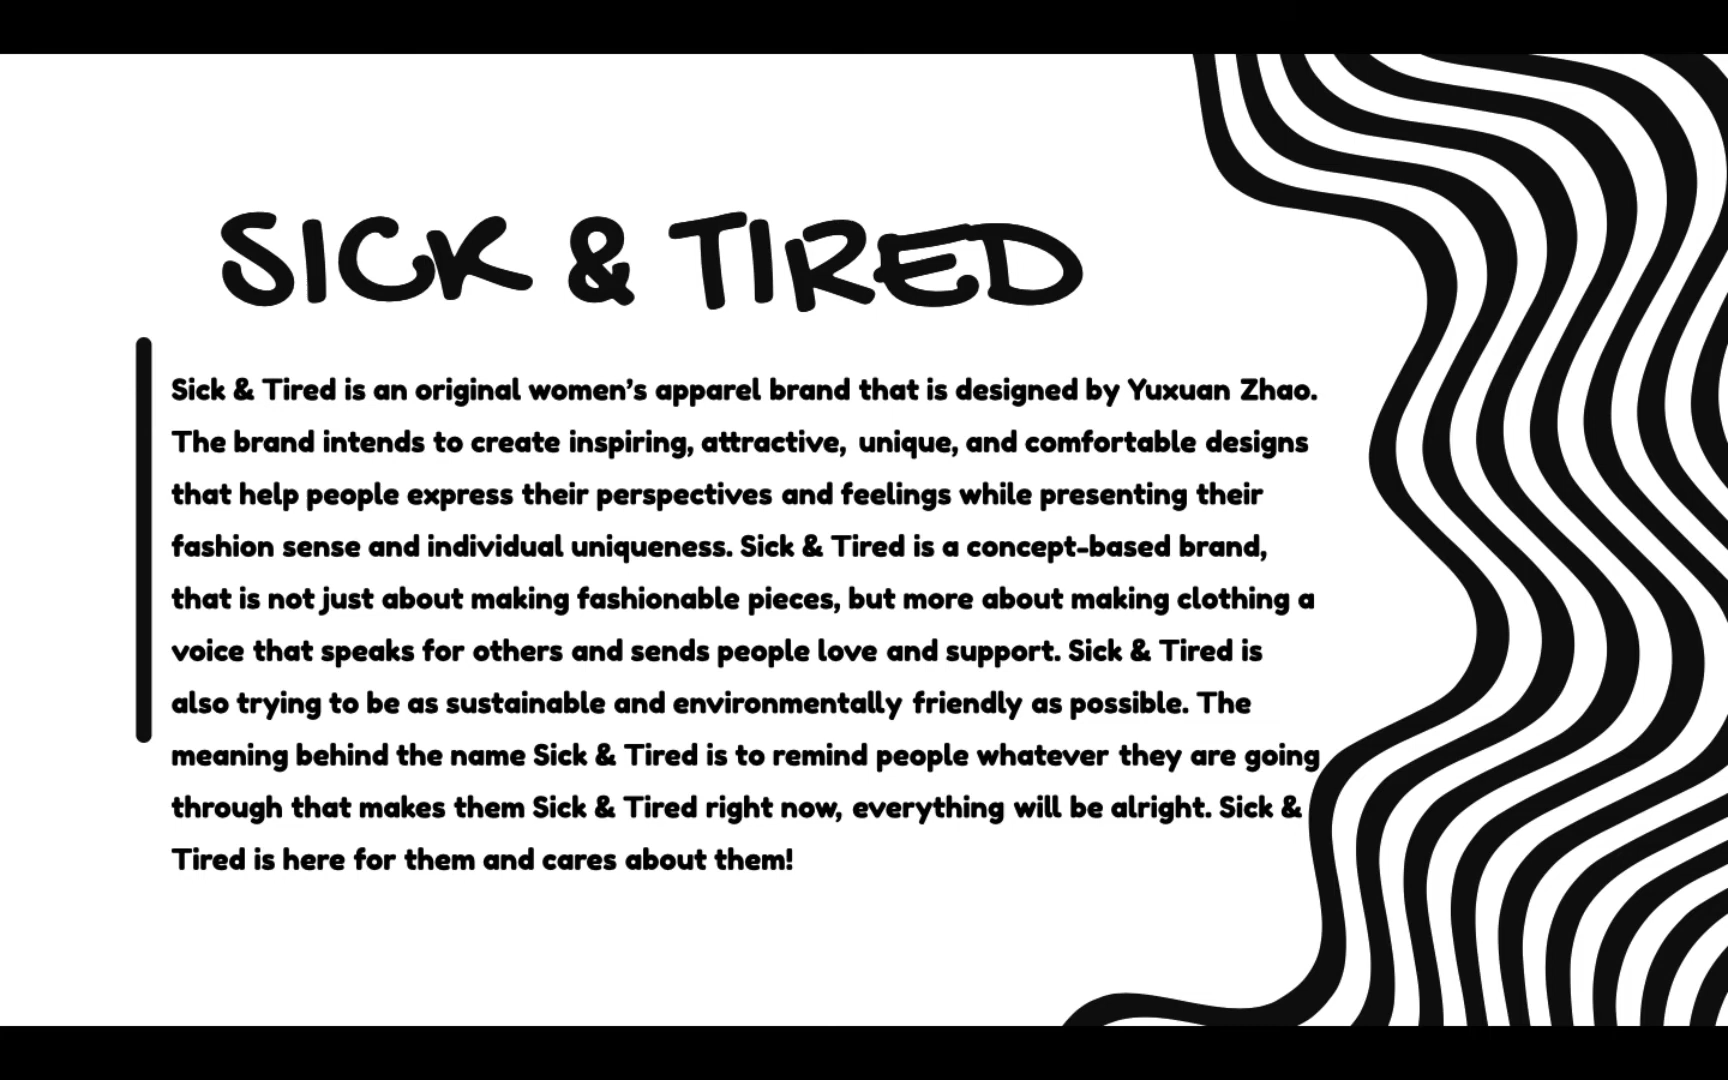 SICK & TIRED
Sick & Tired is an original women’s apparel brand that is designed by Yuxuan Zhao.
The brand intends to create inspiring, attractive, unique, and comfortable designs
that help people express their perspectives and feelings while presenting their
fashion sense and individual uniqueness. Sick & Tired is a concept-based brand,
that is not just about making fashionable pieces, but more about making clothing a
voice that speaks for others and sends people love and support. Sick & Tired is
also trying to be as sustainable and environmentally friendly as possible. The
meaning behind the name Sick & Tired is to remind people whatever they are going
through that makes them Sick & Tired right now, everything will be alright. Sick &
Tired is here for them and cares about them!